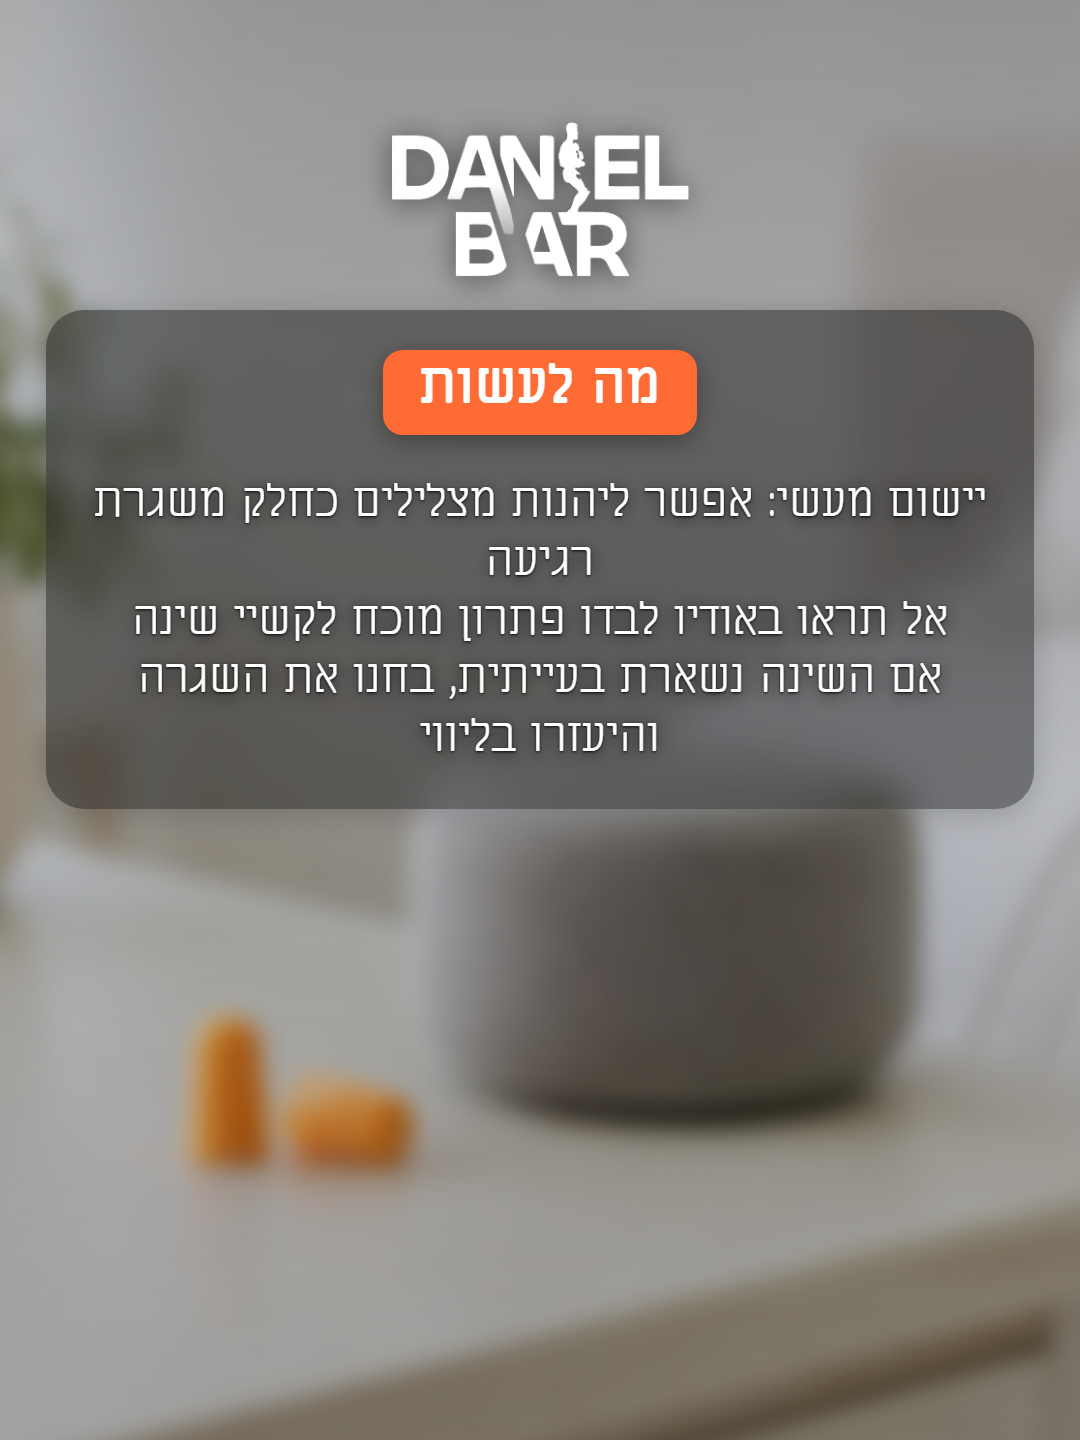 DANIEL
BAR
מה לעשות
יישום מעשי: אפשר ליהנות מצלילים כחלק משגרת
רגיעה
אל תראו באודיו לבדו פתרון מוכח לקשיי שינה
אם השינה נשארת בעייתית, בחנו את השגרה
והיעזרו בליווי